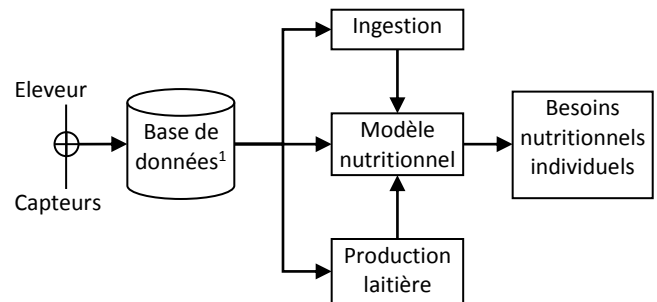 Ingestion
Eleveur
Base de
données¹
Capteurs
Modèle
nutritionnel
Besoins
nutritionnels
individuels
Production
laitière